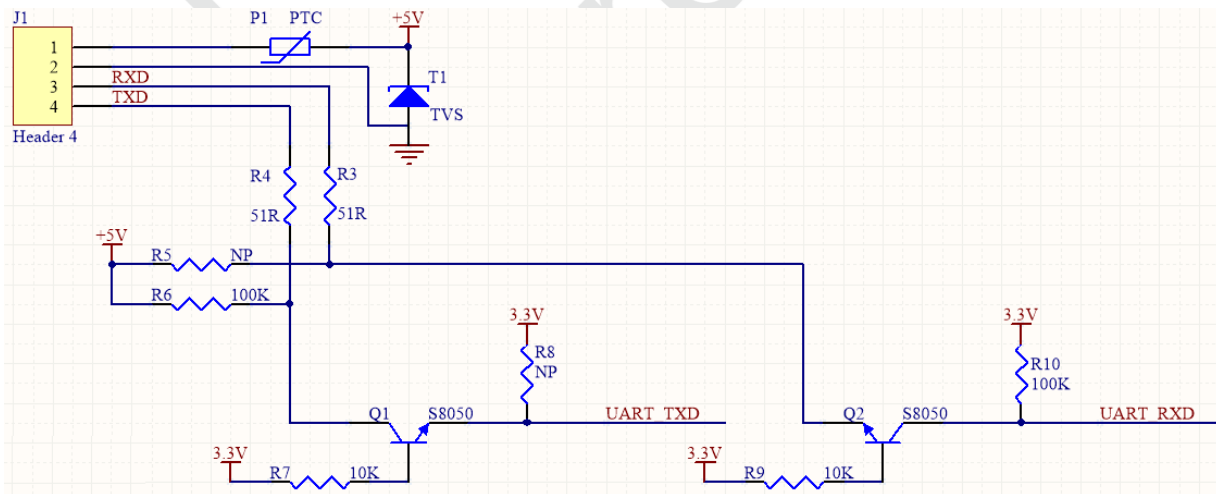 J1
P1 PTC
+5V
1
2
3
4
RXD
TXD
T1
TVS
Header 4
R4
R3
51R
51R
+5V
R5 NP
R6 100K
3.3V
3.3V
R8
NP
R10
100K
Q1 S8050
UART_TXD
Q2 S8050
UART_RXD
3.3V
3.3V
R7 10K
R9 10K